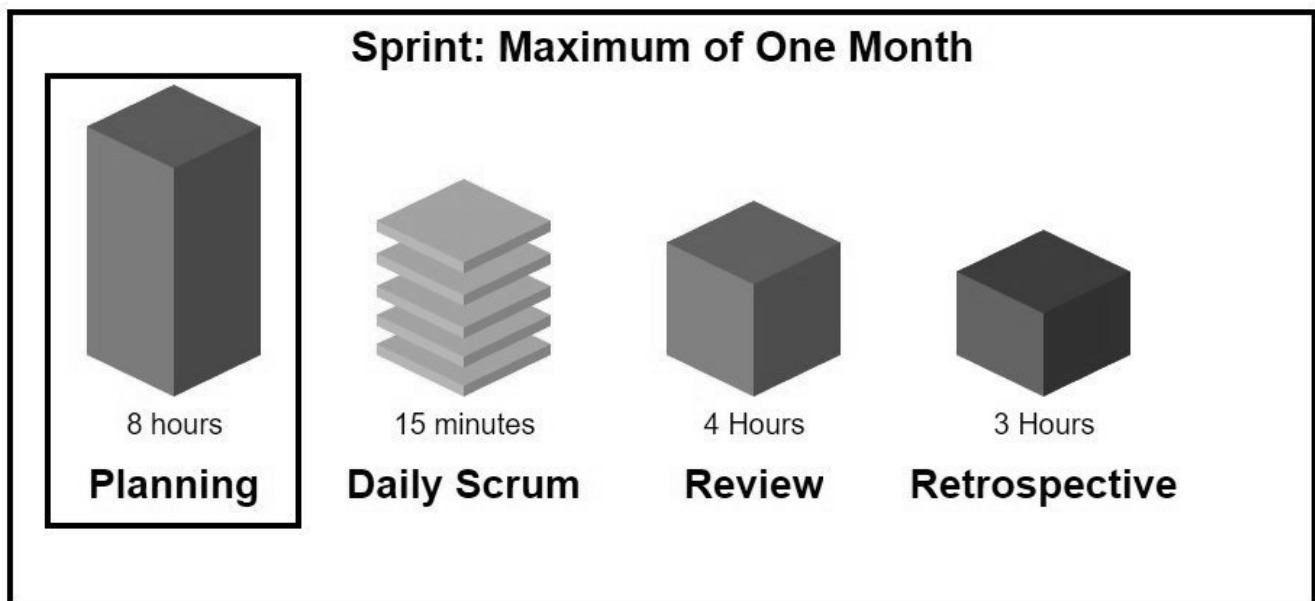 Sprint: Maximum of One Month
8 hours
15 minutes
4 Hours
3 Hours
Planning
Daily Scrum
Review
Retrospective